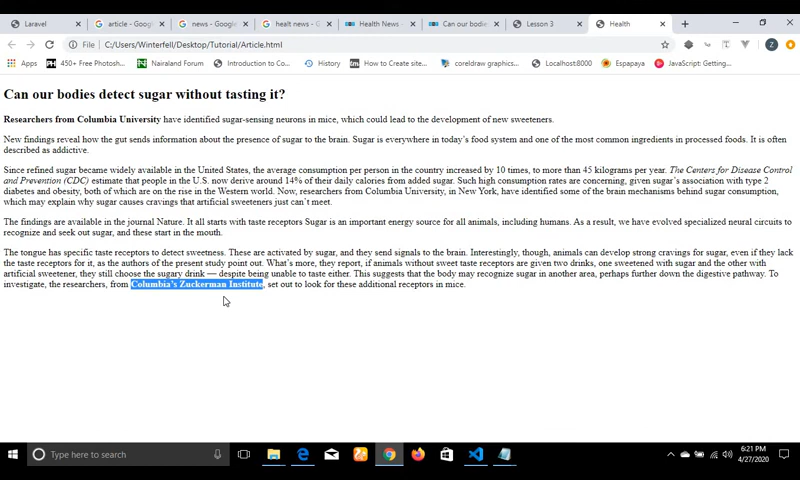 Laravel
article - Goog
news - Google
healt news - G
Health News -
Can our bodie
Lesson 3
Health
File | C:/Users/Winterfell/Desktop/Tutorial/Article.html
Apps
450+ Free Photosh...
Nairaland Forum
Introduction to Co...
History
How to Create site...
coreldraw graphics...
Localhost:8000
Espapaya
JavaScript: Getting...
Can our bodies detect sugar without tasting it?
Researchers from Columbia University have identified sugar-sensing neurons in mice, which could lead to the development of new sweeteners.
New findings reveal how the gut sends information about the presence of sugar to the brain. Sugar is everywhere in today's food system and one of the most common ingredients in processed foods. It is often
described as addictive.
Since refined sugar became widely available in the United States, the average consumption per person in the country increased by 10 times, to more than 45 kilograms per year. The Centers for Disease Control
and Prevention (CDC) estimate that people in the U.S. now derive around 14% of their daily calories from added sugar. Such high consumption rates are concerning, given sugar's association with type 2
diabetes and obesity, both of which are on the rise in the Western world. Now, researchers from Columbia University, in New York, have identified some of the brain mechanisms behind sugar consumption,
which may explain why sugar causes cravings that artificial sweeteners just can't meet.
The findings are available in the journal Nature. It all starts with taste receptors Sugar is an important energy source for all animals, including humans. As a result, we have evolved specialized neural circuits to
recognize and seek out sugar, and these start in the mouth.
The tongue has specific taste receptors to detect sweetness. These are activated by sugar, and they send signals to the brain. Interestingly, though, animals can develop strong cravings for sugar, even if they lack
the taste receptors for it, as the authors of the present study point out. What's more, they report, if animals without sweet taste receptors are given two drinks, one sweetened with sugar and the other with
artificial sweetener, they still choose the sugary drink — despite being unable to taste either. This suggests that the body may recognize sugar in another area, perhaps further down the digestive pathway. To
investigate, the researchers, from Columbia's Zuckerman Institute, set out to look for these additional receptors in mice.
Type here to search
6:21 PM
4/27/2020